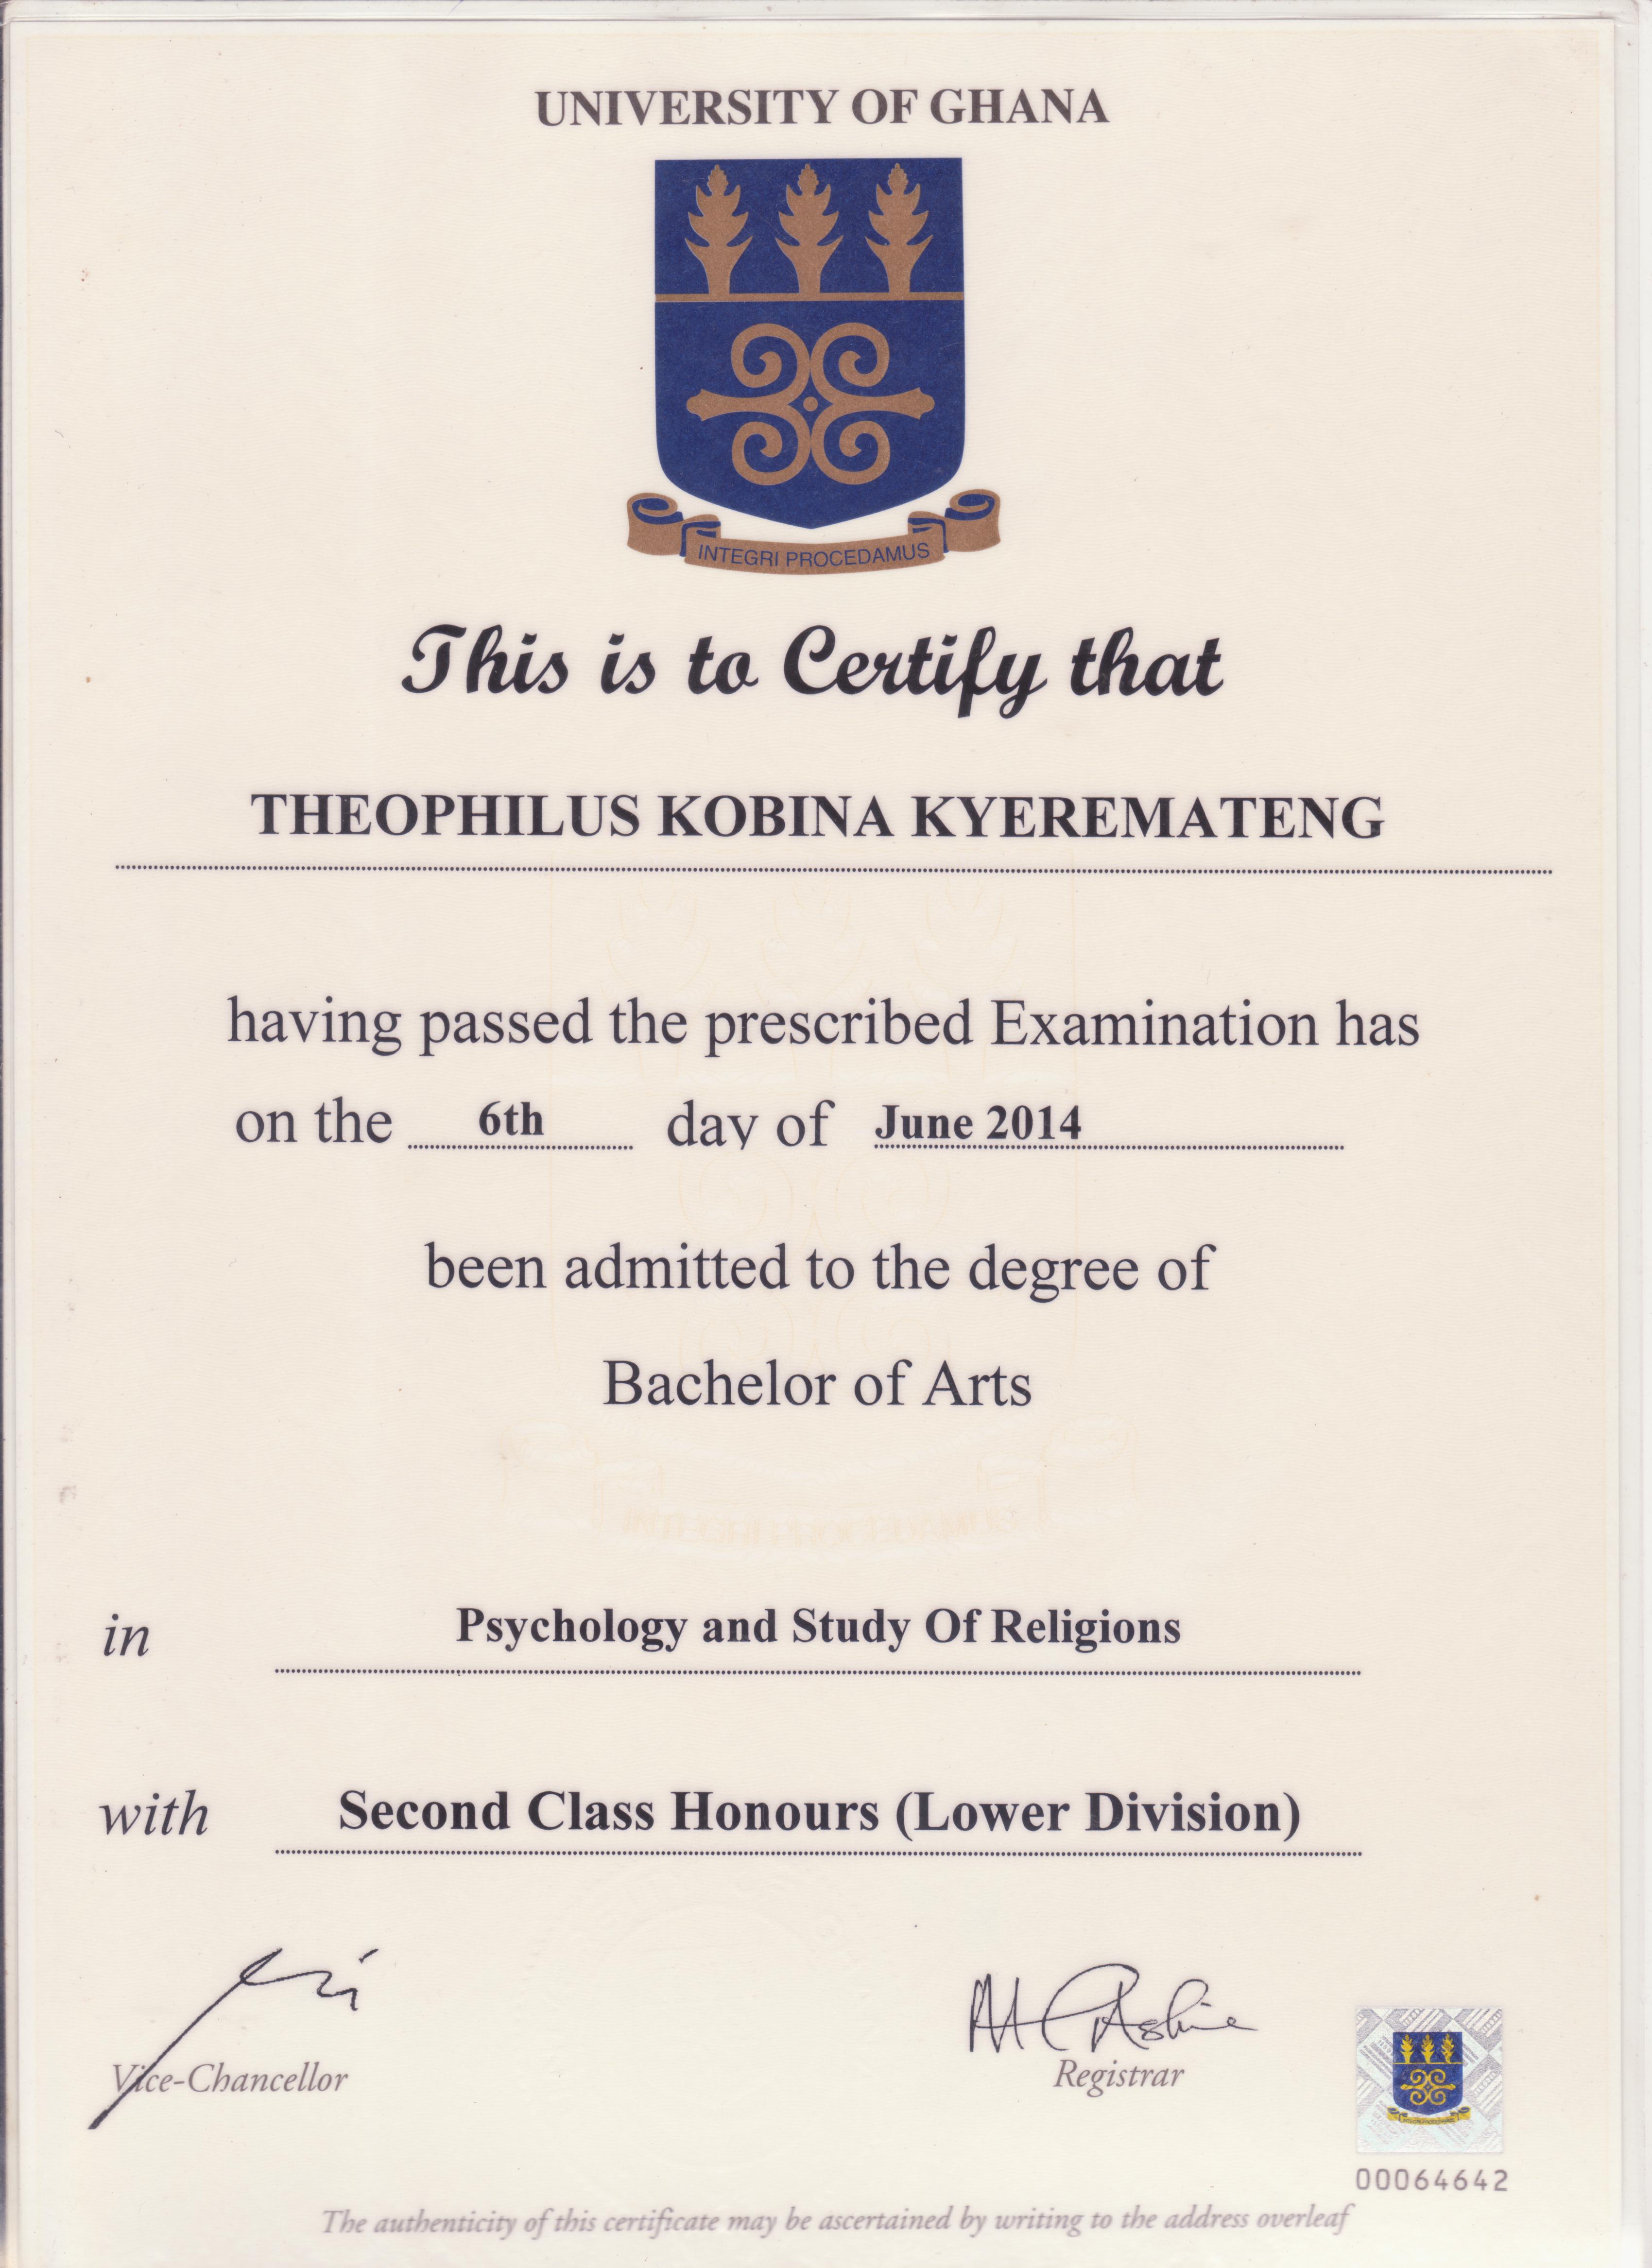 UNIVERSITY OF GHANA
INTEGRI PROCEDAMUS
This is to Certify that
THEOPHILUS KOBINA KYEREMATENG
having passed the prescribed Examination has
on the 6th day of June 2014
been admitted to the degree of
Bachelor of Arts
in Psychology and Study Of Religions
with Second Class Honours (Lower Division)
Vice-Chancellor
Registrar
00064642
The authenticity of this certificate may be ascertained by writing to the address overleaf